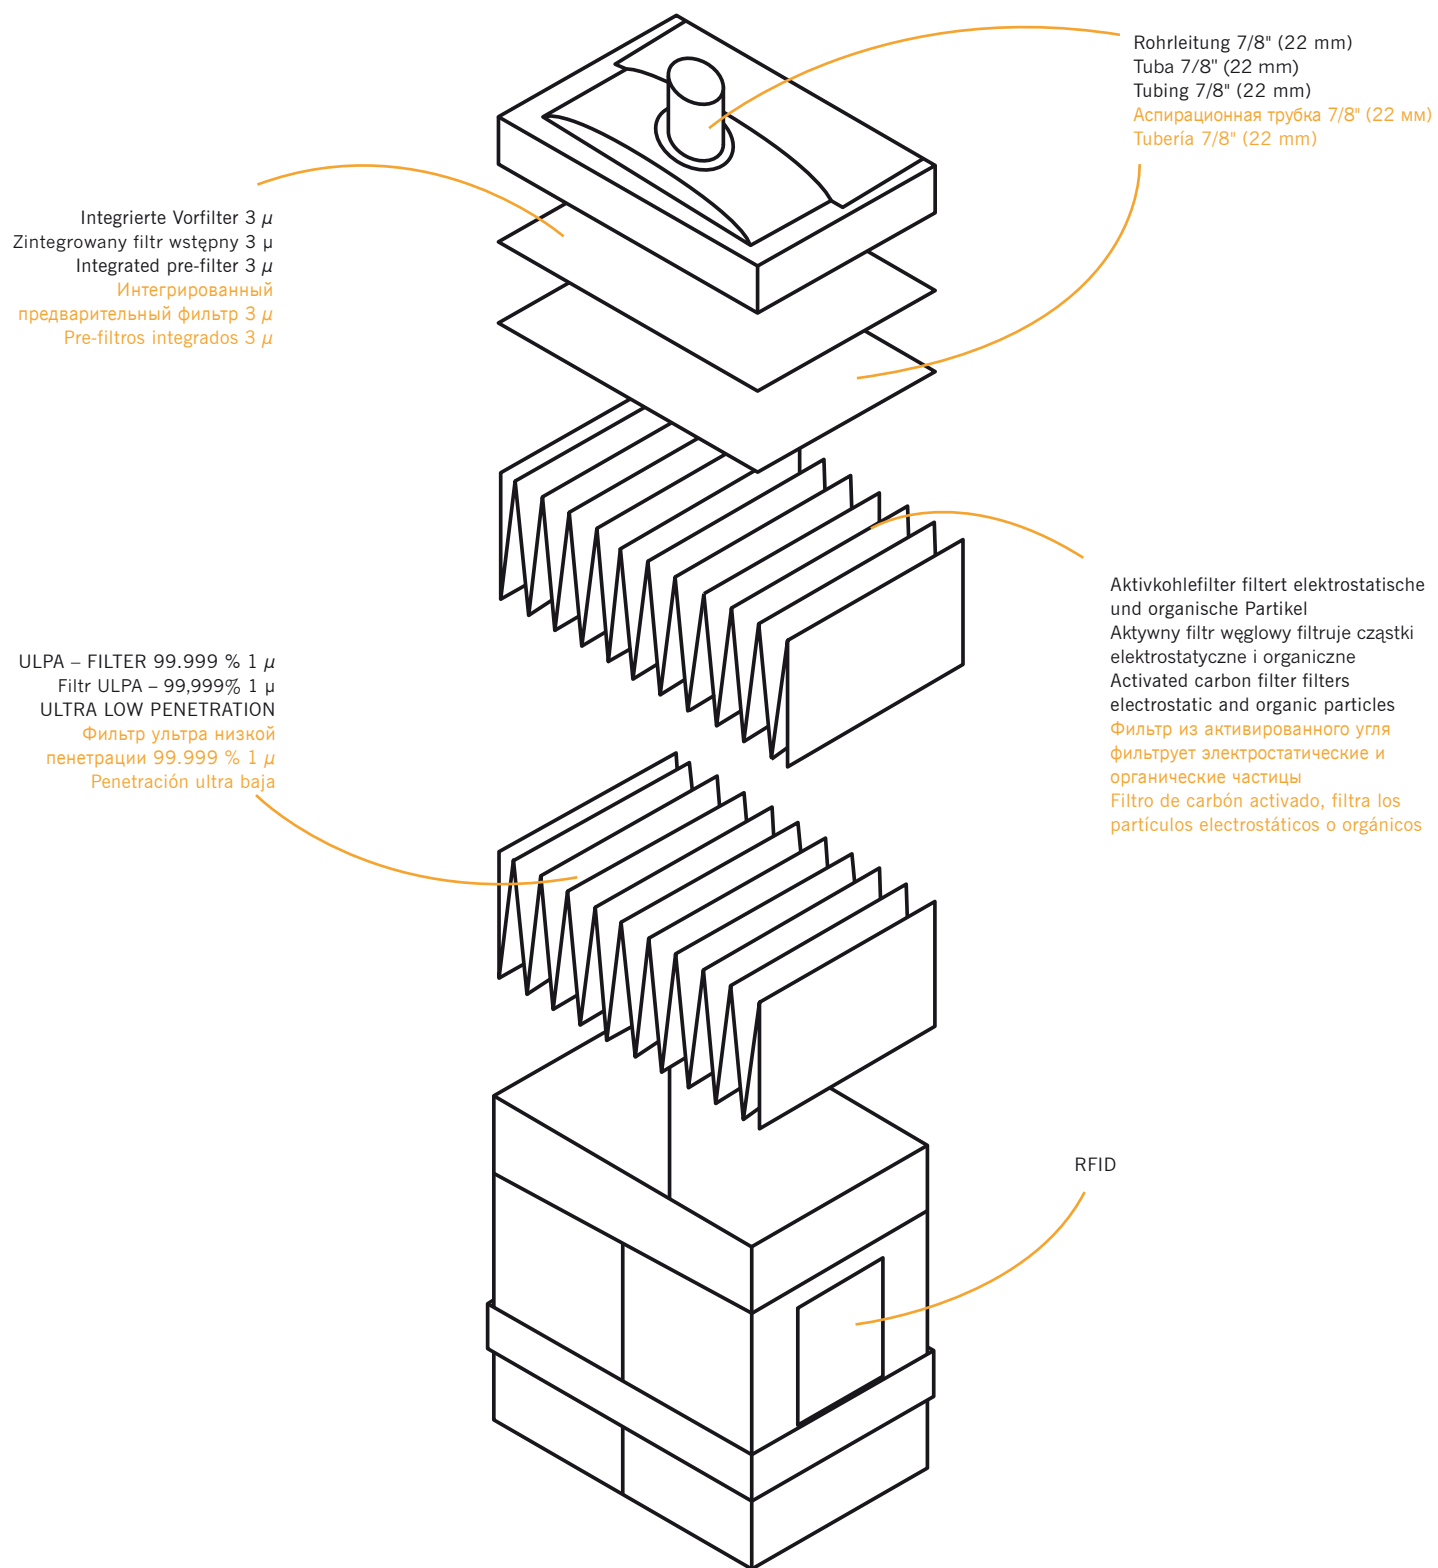 Rohrleitung 7/8" (22 mm)
Tuba 7/8" (22 mm)
Tubing 7/8" (22 mm)
Аспирационная трубка 7/8" (22 мм)
Tubería 7/8" (22 mm)
Integrierte Vorfilter 3 μ
Zintegrowany filtr wstępny 3 μ
Integrated pre-filter 3 μ
Интегрированный
предварительный фильтр 3 μ
Pre-filtros integrados 3 μ
Aktivkohlefilter filtert elektrostatische
und organische Partikel
Aktywny filtr węglowy filtruje cząstki
elektrostatyczne i organiczne
Activated carbon filter filters
electrostatic and organic particles
Фильтр из активированного угля
фильтрует электростатические и
органические частицы
Filtro de carbón activado, filtra los
partículos electrostáticos o orgánicos
ULPA – FILTER 99.999 % 1 μ
Filtr ULPA – 99,999% 1 μ
ULTRA LOW PENETRATION
Фильтр ультра низкой
пенетрации 99.999 % 1 μ
Penetración ultra baja
RFID